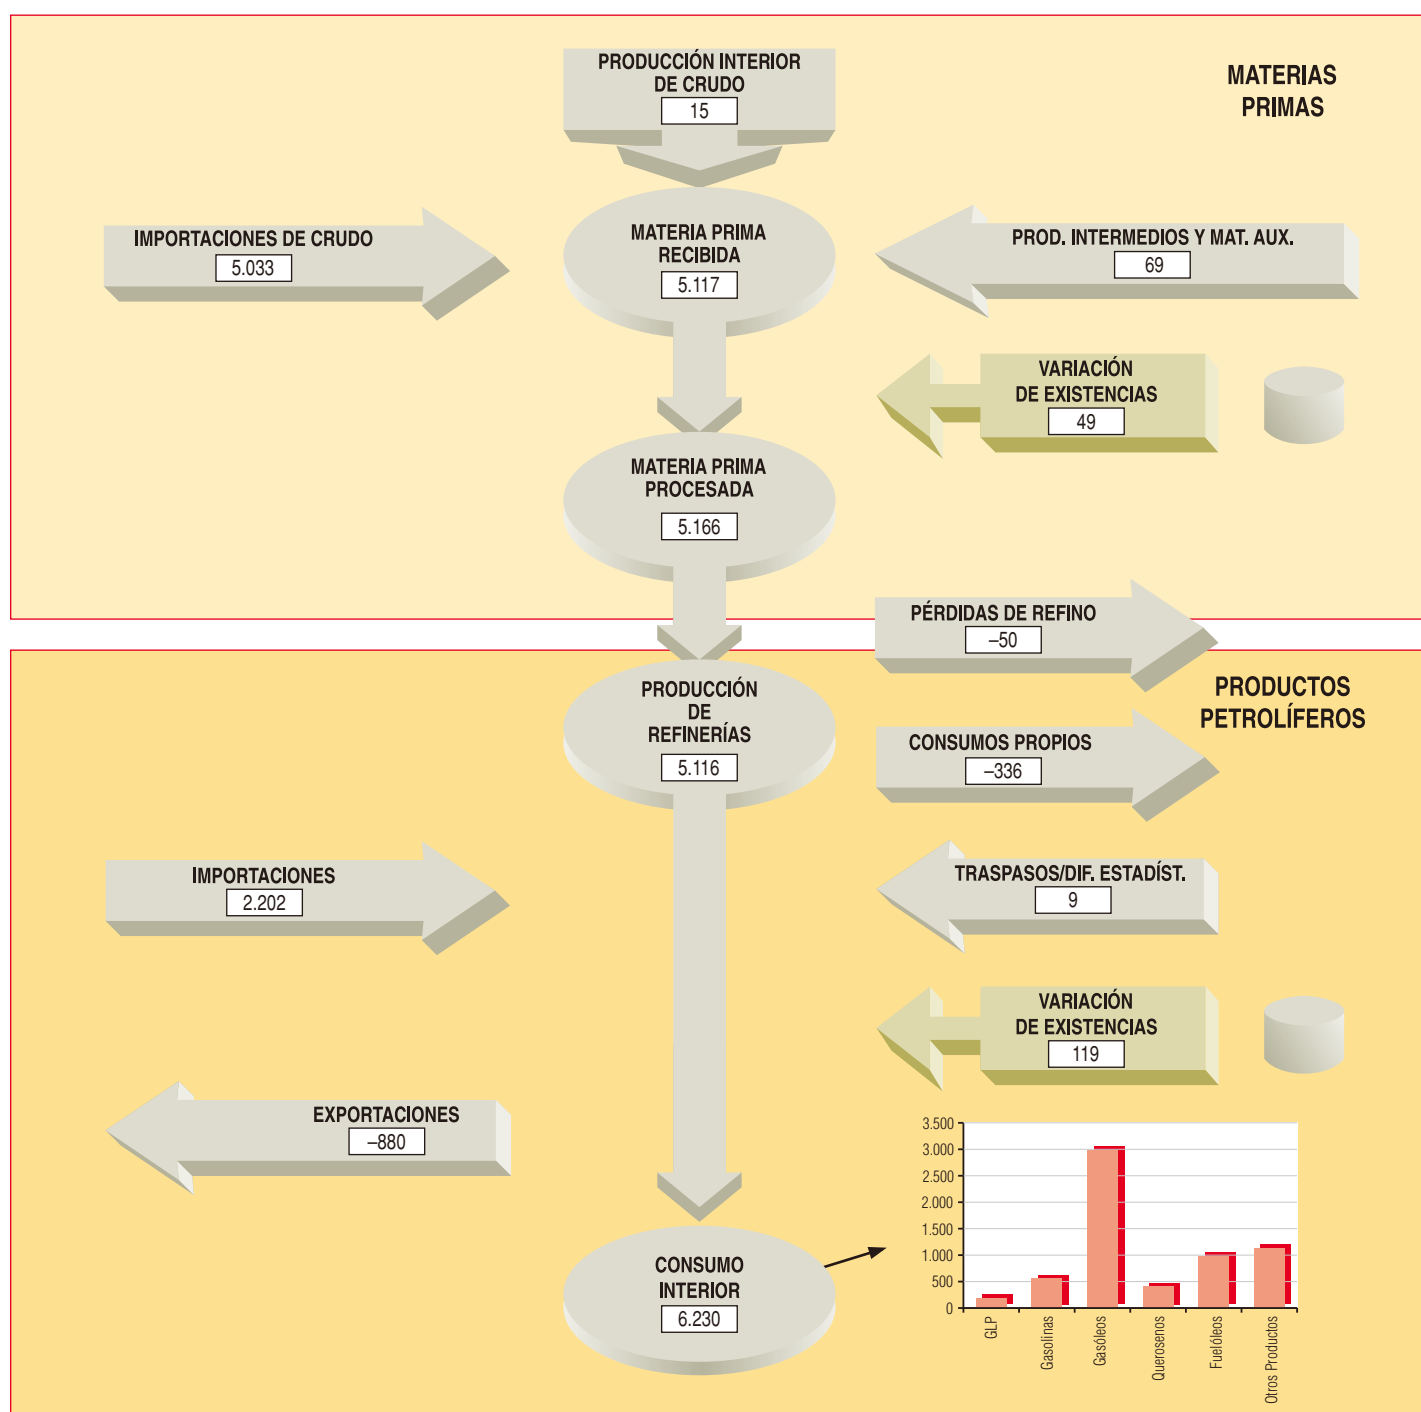 PRODUCCIÓN INTERIOR
DE CRUDO
15
MATERIAS
PRIMAS
IMPORTACIONES DE CRUDO
5.033
MATERIA PRIMA
RECIBIDA
5.117
PROD. INTERMEDIOS Y MAT. AUX.
69
VARIACIÓN
DE EXISTENCIAS
49
MATERIA PRIMA
PROCESADA
5.166
PÉRDIDAS DE REFINO
–50
PRODUCTOS
PETROLÍFEROS
PRODUCCIÓN
DE
REFINERÍAS
5.116
CONSUMOS PROPIOS
–336
IMPORTACIONES
2.202
TRASPASOS/DIF. ESTADÍST.
9
VARIACIÓN
DE EXISTENCIAS
119
EXPORTACIONES
–880
CONSUMO
INTERIOR
6.230
3.500
3.000
2.500
2.000
1.500
1.000
500
0
GLP
Gasolinas
Gasóleos
Querosenos
Fuelóleos
Otros Productos